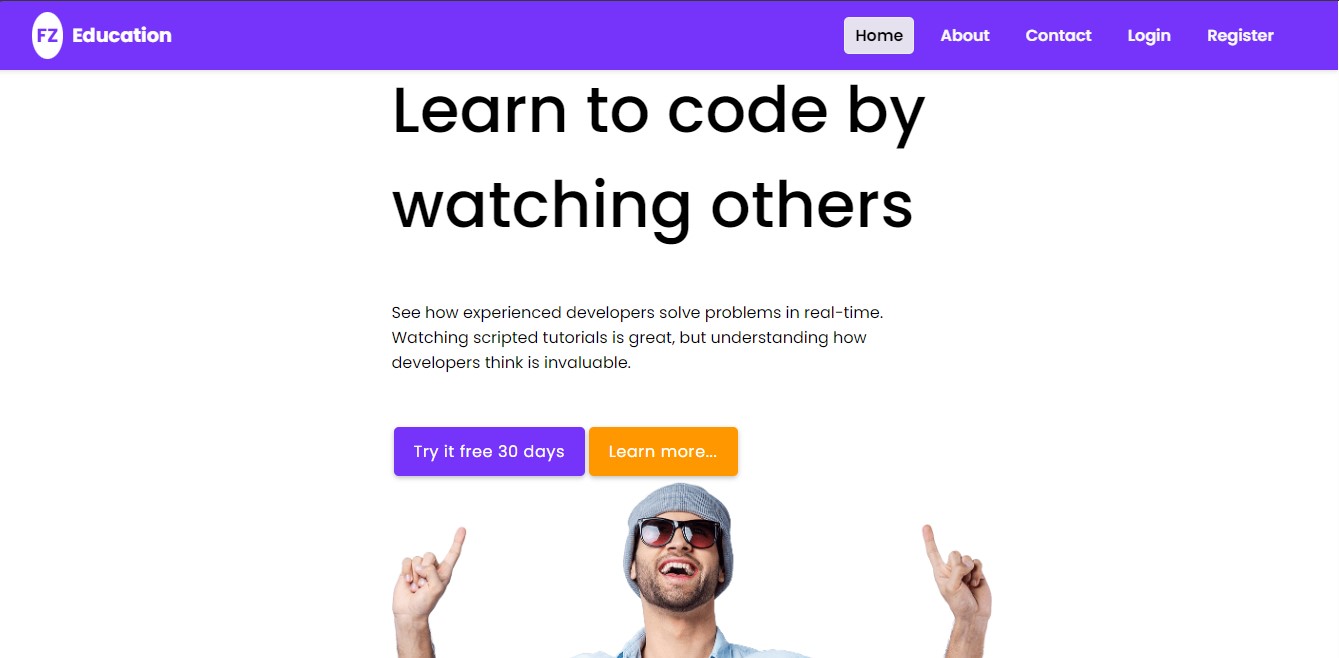 FZ Education Home About Contact Login Register
Learn to code by
watching others
See how experienced developers solve problems in real-time.
Watching scripted tutorials is great, but understanding how
developers think is invaluable.
Try it free 30 days Learn more...